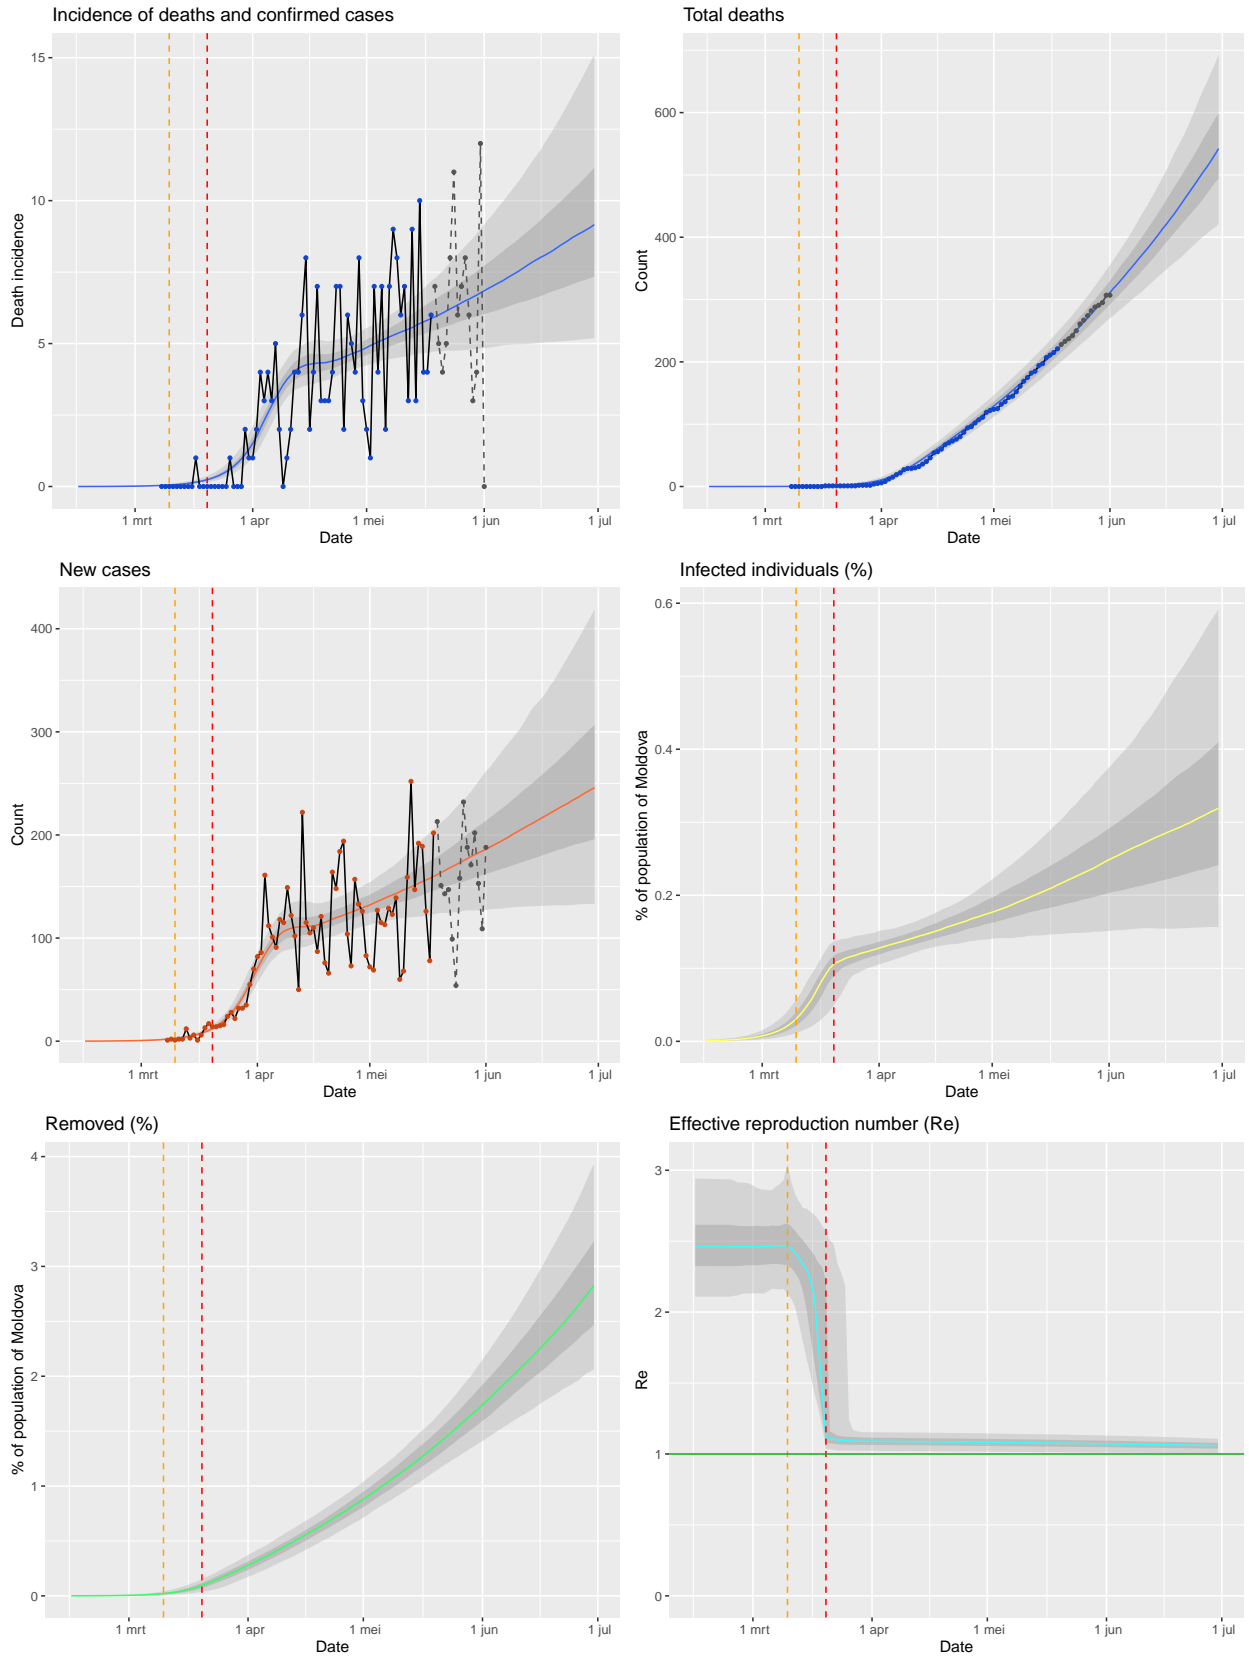 Incidence of deaths and confirmed cases
Death incidence
15
10
5
0
1 mrt 1 apr 1 mei 1 jun 1 jul
Date
Total deaths
Count
600
400
200
0
1 mrt 1 apr 1 mei 1 jun 1 jul
Date
New cases
Count
400
300
200
100
0
1 mrt 1 apr 1 mei 1 jun 1 jul
Date
Infected individuals (%)
% of population of Moldova
0.6
0.4
0.2
0.0
1 mrt 1 apr 1 mei 1 jun 1 jul
Date
Removed (%)
% of population of Moldova
4
3
2
1
0
1 mrt 1 apr 1 mei 1 jun 1 jul
Date
Effective reproduction number (Re)
Re
3
2
1
0
1 mrt 1 apr 1 mei 1 jun 1 jul
Date